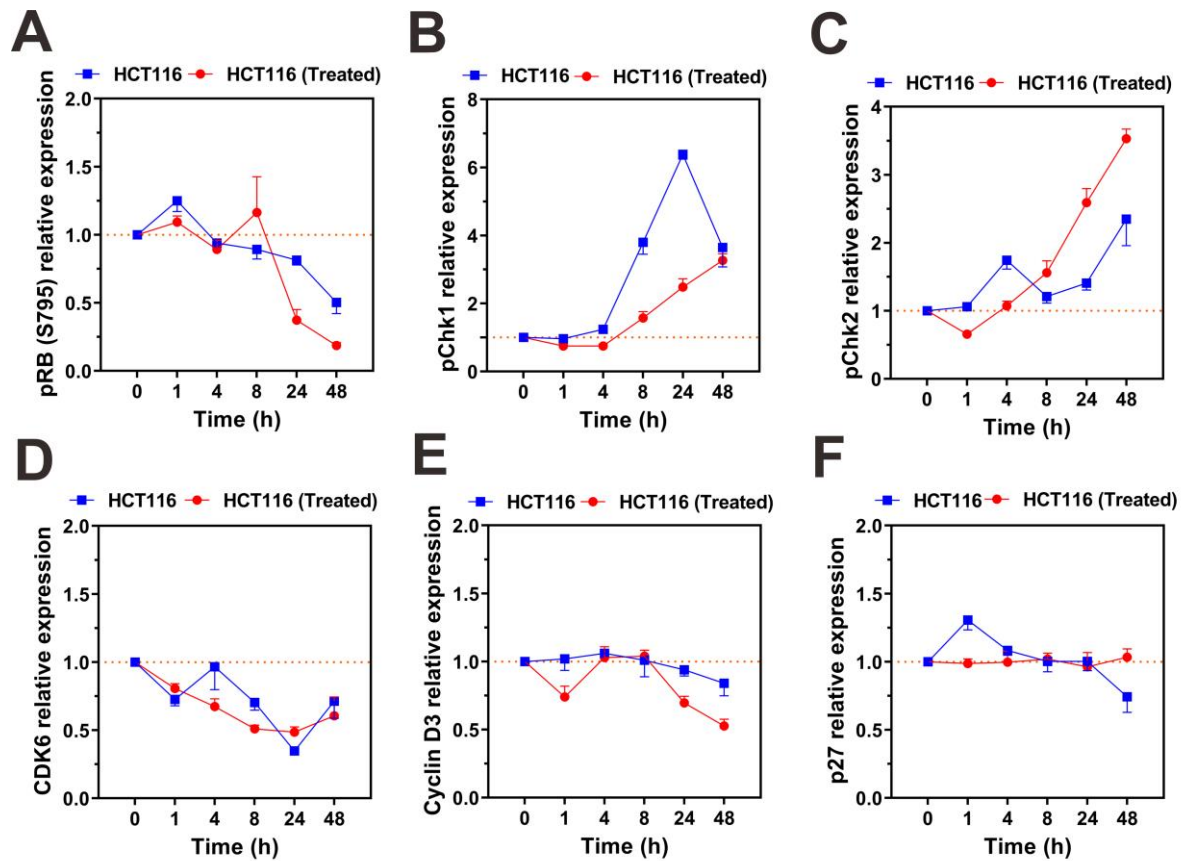 A
HCT116 HCT116 (Treated)
pRB (S795) relative expression
2.0
1.5
1.0
0.5
0.0
0 1 4 8 24 48
Time (h)
B
HCT116 HCT116 (Treated)
pChk1 relative expression
8
6
4
2
0
0 1 4 8 24 48
Time (h)
C
HCT116 HCT116 (Treated)
pChk2 relative expression
4
3
2
1
0
0 1 4 8 24 48
Time (h)
D
HCT116 HCT116 (Treated)
CDK6 relative expression
2.0
1.5
1.0
0.5
0.0
0 1 4 8 24 48
Time (h)
E
HCT116 HCT116 (Treated)
Cyclin D3 relative expression
2.0
1.5
1.0
0.5
0.0
0 1 4 8 24 48
Time (h)
F
HCT116 HCT116 (Treated)
p27 relative expression
2.0
1.5
1.0
0.5
0.0
0 1 4 8 24 48
Time (h)